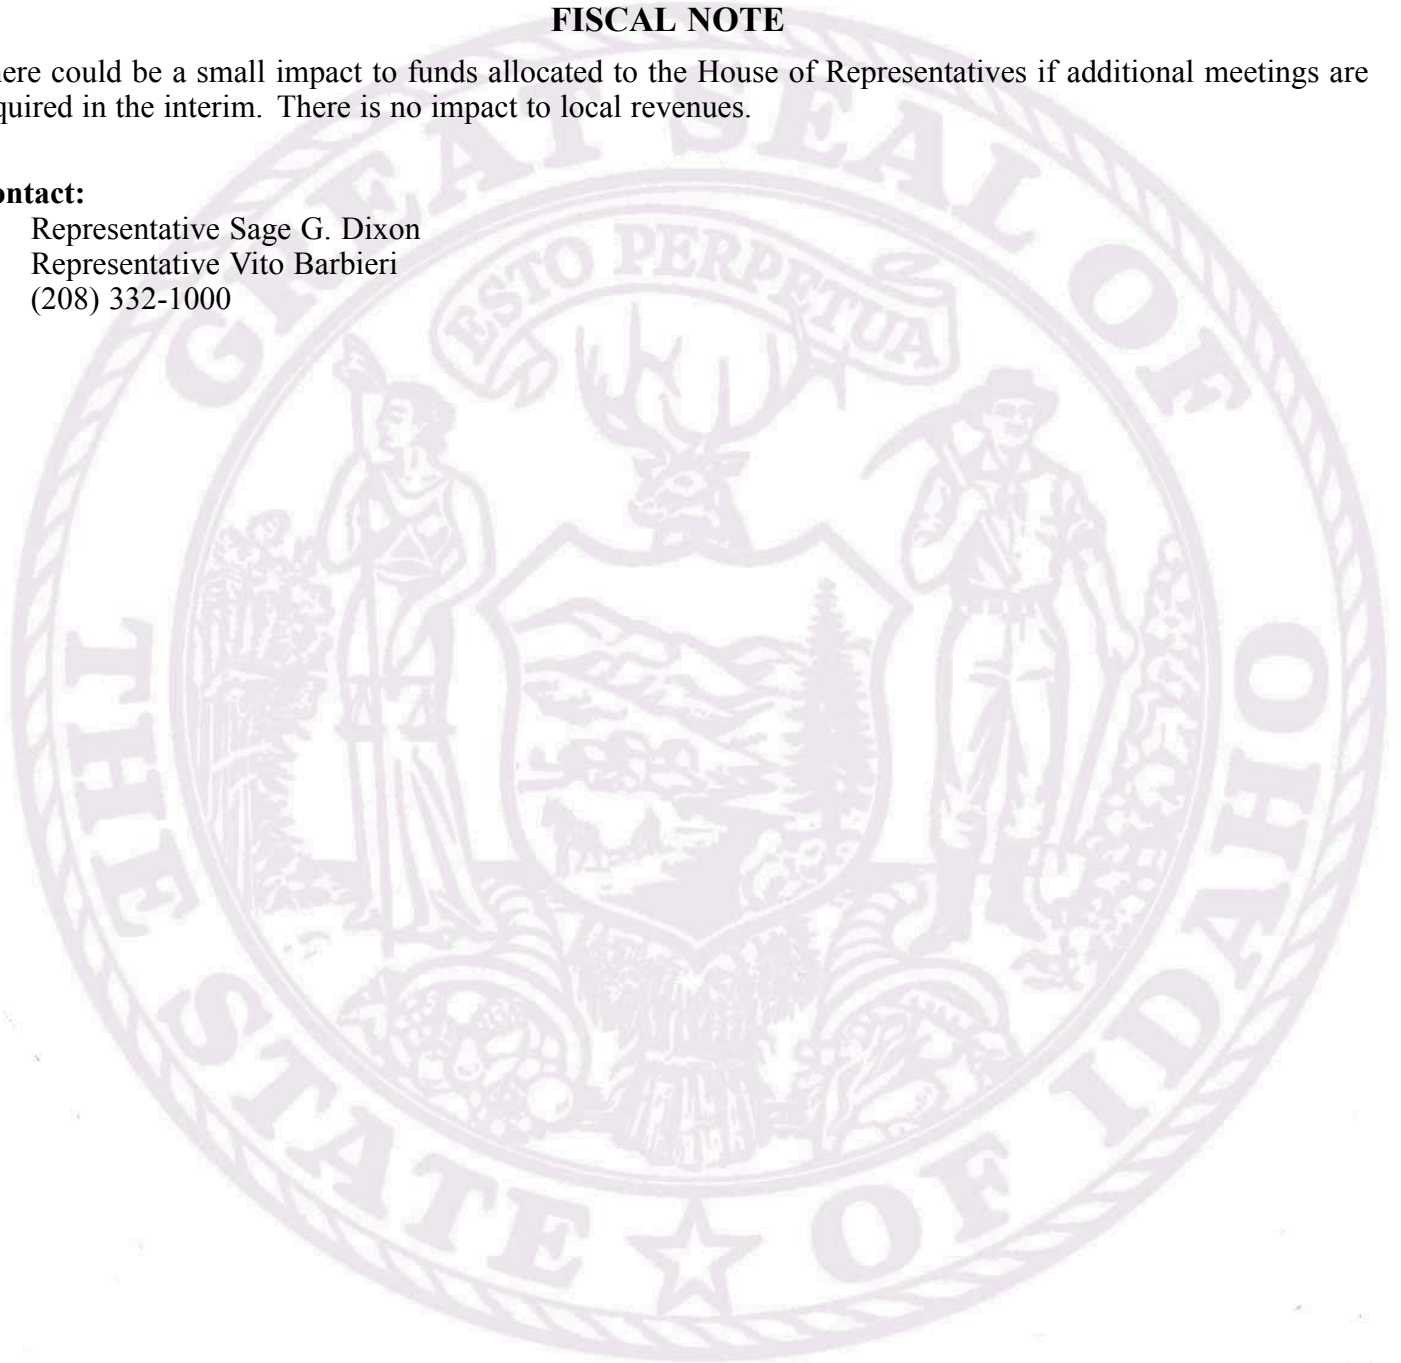 FISCAL NOTE
here could be a small impact to funds allocated to the House of Representatives if additional meetings are
quired in the interim. There is no impact to local revenues.
ontact:
Representative Sage G. Dixon
Representative Vito Barbieri
(208) 332-1000
GREAT SEAL OF
ESTO PERPETUA
THE STATE OF IDAHO